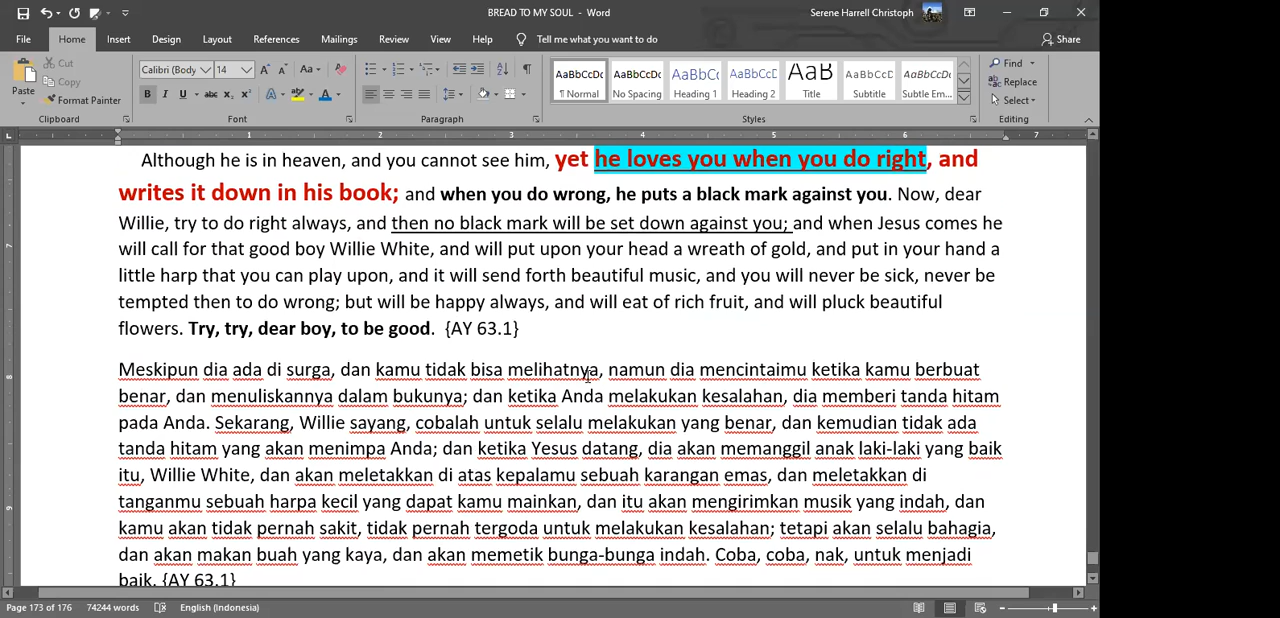 BREAD TO MY SOUL - Word
Serene Harrell Christoph
File Home Insert Design Layout References Mailings Review View Help Tell me what you want to do Share
Paste
Cut
Copy
Format Painter
Clipboard
Calibri (Body 14
Aa
B I U abc x₂ x²
Font
Paragraph
AaBbCcDc AaBbCcDc AaBbCc AaBbCcD AaB AaBbCcD AaBbCcDc
¶ Normal No Spacing Heading 1 Heading 2 Title Subtitle Subtle Em...
Styles
Find
Replace
Select
Editing
1 2 3 4 5 6 7
Although he is in heaven, and you cannot see him, yet he loves you when you do right, and
writes it down in his book; and when you do wrong, he puts a black mark against you. Now, dear
Willie, try to do right always, and then no black mark will be set down against you; and when Jesus comes he
will call for that good boy Willie White, and will put upon your head a wreath of gold, and put in your hand a
little harp that you can play upon, and it will send forth beautiful music, and you will never be sick, never be
tempted then to do wrong; but will be happy always, and will eat of rich fruit, and will pluck beautiful
flowers. Try, try, dear boy, to be good. {AY 63.1}
Meskipun dia ada di surga, dan kamu tidak bisa melihatnya, namun dia mencintaimu ketika kamu berbuat
benar, dan menuliskannya dalam bukunya; dan ketika Anda melakukan kesalahan, dia memberi tanda hitam
pada Anda. Sekarang, Willie sayang, cobalah untuk selalu melakukan yang benar, dan kemudian tidak ada
tanda hitam yang akan menimpa Anda; dan ketika Yesus datang, dia akan memanggil anak laki-laki yang baik
itu, Willie White, dan akan meletakkan di atas kepalamu sebuah karangan emas, dan meletakkan di
tanganmu sebuah harpa kecil yang dapat kamu mainkan, dan itu akan mengirimkan musik yang indah, dan
kamu akan tidak pernah sakit, tidak pernah tergoda untuk melakukan kesalahan; tetapi akan selalu bahagia,
dan akan makan buah yang kaya, dan akan memetik bunga-bunga indah. Coba, coba, nak, untuk menjadi
baik. {AY 63.1}
Page 173 of 176 74244 words English (Indonesia)